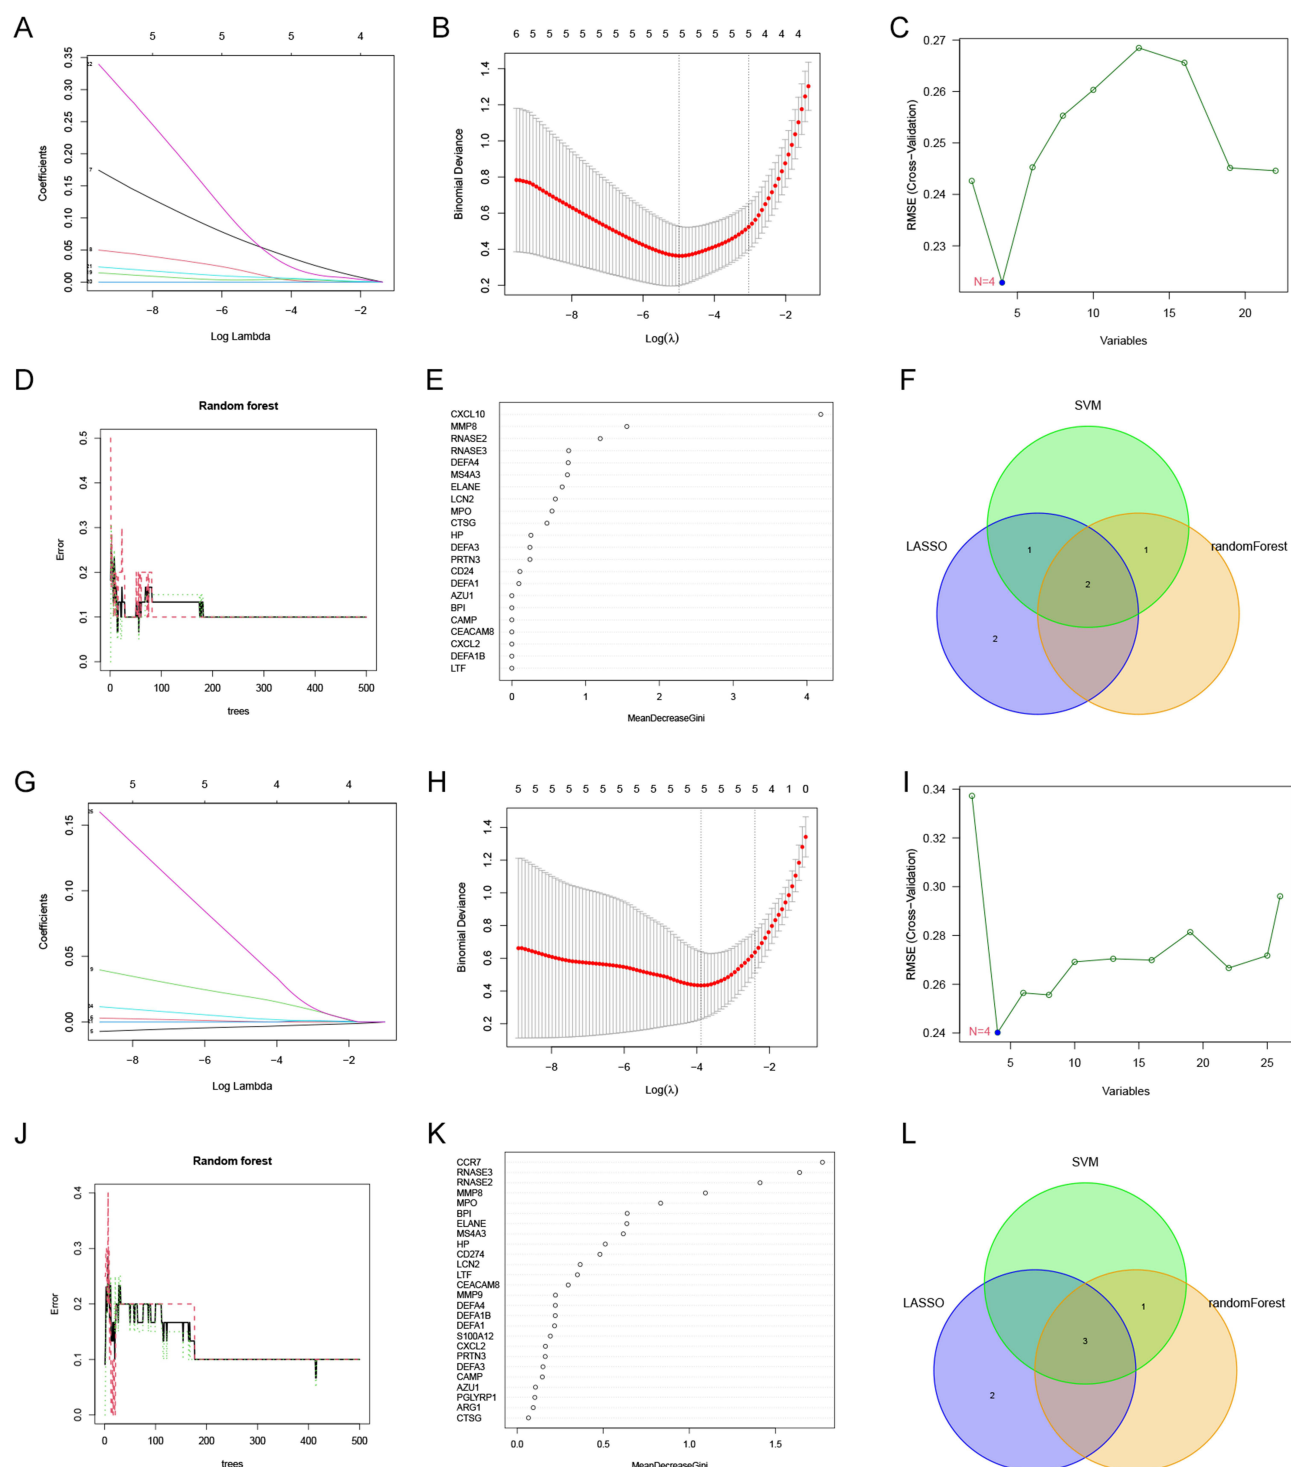 A
5 5 5 4
0.35
0.30
0.25
0.20
0.15
0.10
0.05
0.00
Coefficients
22
7
8
21
19
−8 −6 −4 −2
Log Lambda
B
6 5 5 5 5 5 5 5 5 5 5 5 5 5 4 4 4
1.4
1.2
1.0
0.8
0.6
0.4
0.2
Binomial Deviance
−8 −6 −4 −2
Log(λ)
C
0.27
0.26
0.25
0.24
0.23
RMSE (Cross−Validation)
N=4
5 10 15 20
Variables
D
Random forest
0.5
0.4
0.3
0.2
0.1
0.0
Error
0 100 200 300 400 500
trees
E
CXCL10
MMP8
RNASE2
RNASE3
DEFA4
MS4A3
ELANE
LCN2
MPO
CTSG
HP
DEFA3
PRTN3
CD24
DEFA1
AZU1
BPI
CAMP
CEACAM8
CXCL2
DEFA1B
LTF
0 1 2 3 4
MeanDecreaseGini
F
SVM
LASSO
randomForest
1
1
2
2
G
5 5 4 4
0.15
0.10
0.05
0.00
Coefficients
9
−8 −6 −4 −2
Log Lambda
H
5 5 5 5 5 5 5 5 5 5 5 5 5 5 5 4 1 0
1.4
1.2
1.0
0.8
0.6
0.4
0.2
Binomial Deviance
−8 −6 −4 −2
Log(λ)
I
0.34
0.32
0.30
0.28
0.26
0.24
RMSE (Cross−Validation)
N=4
5 10 15 20 25
Variables
J
Random forest
0.4
0.3
0.2
0.1
0.0
Error
0 100 200 300 400 500
trees
K
CCR7
RNASE3
RNASE2
MMP8
MPO
BPI
ELANE
MS4A3
HP
CD274
LCN2
LTF
CEACAM8
MMP9
DEFA4
DEFA1B
DEFA1
S100A12
CXCL2
PRTN3
DEFA3
CAMP
AZU1
PGLYRP1
ARG1
CTSG
0.0 0.5 1.0 1.5
MeanDecreaseGini
L
SVM
LASSO
randomForest
1
3
2